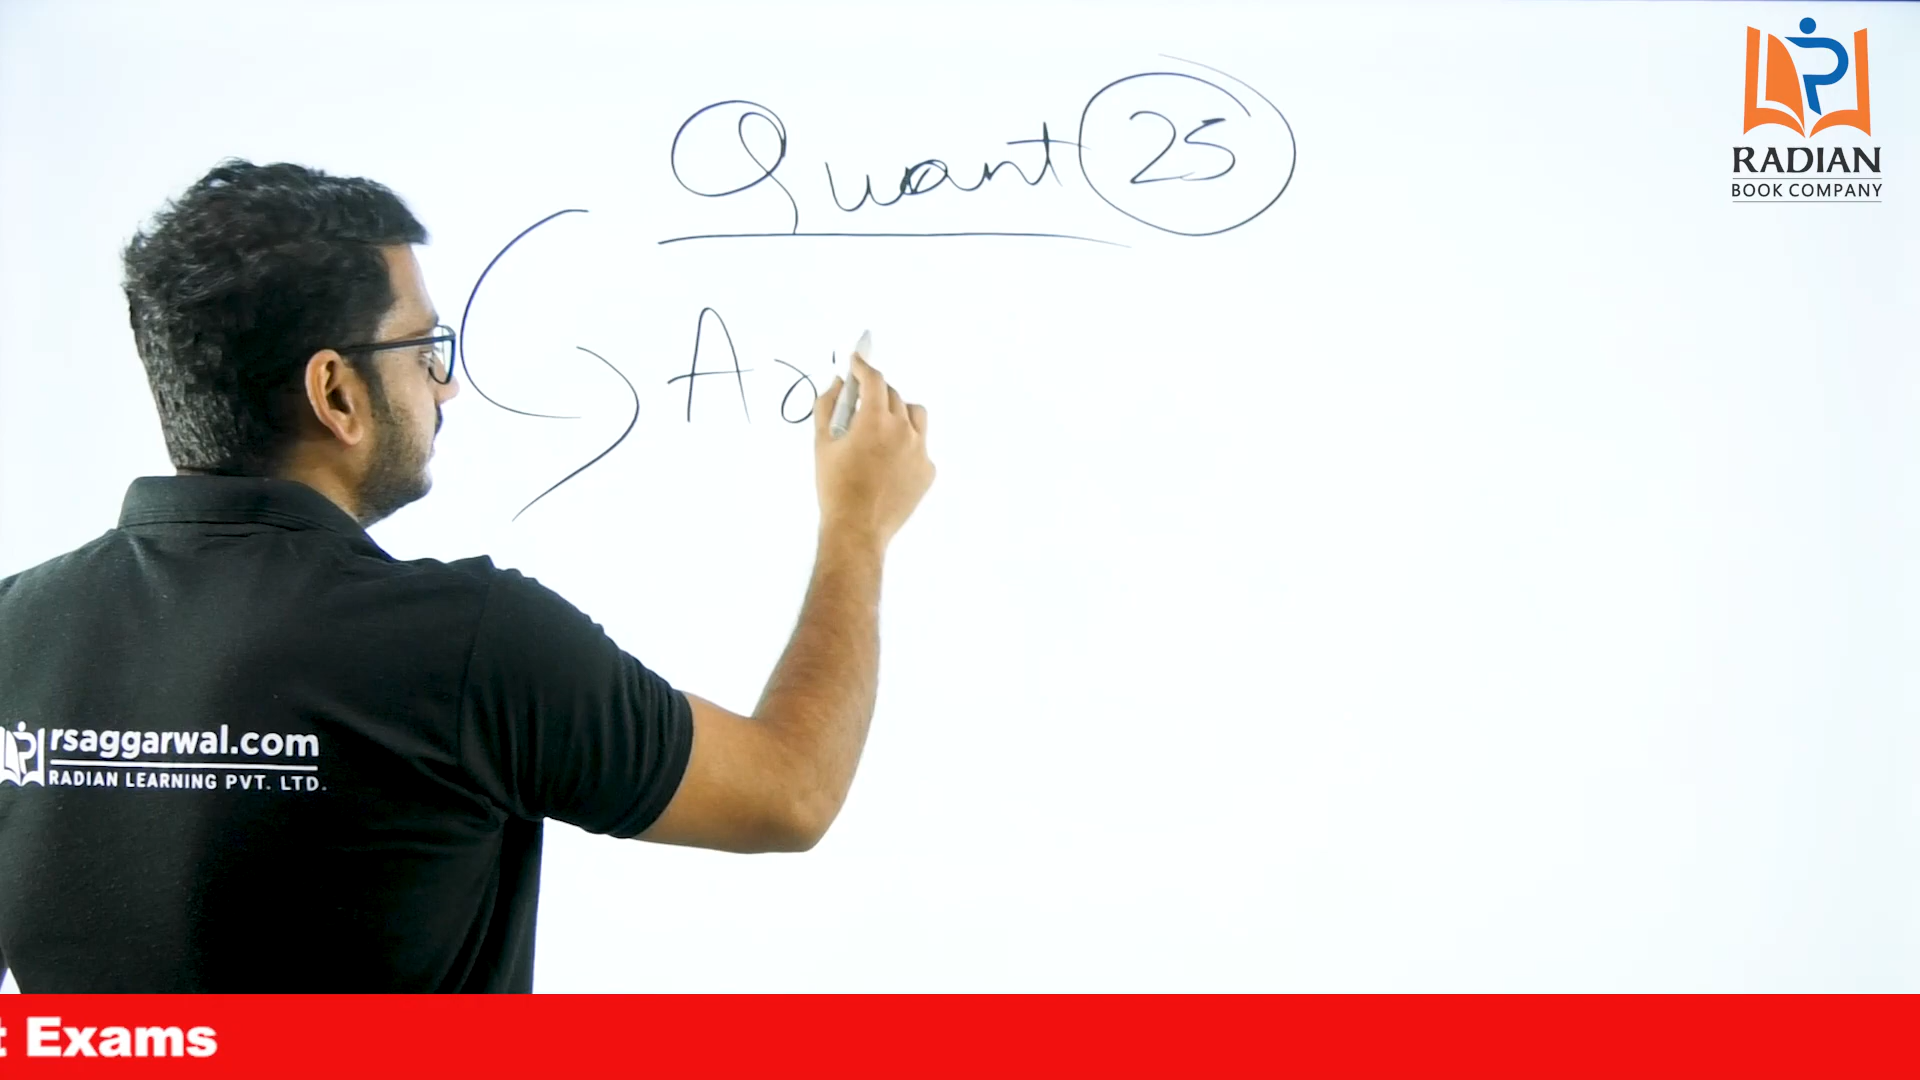 Quant 25
RADIAN
BOOK COMPANY
rsaggarwal.com
RADIAN LEARNING PVT. LTD.
t Exams